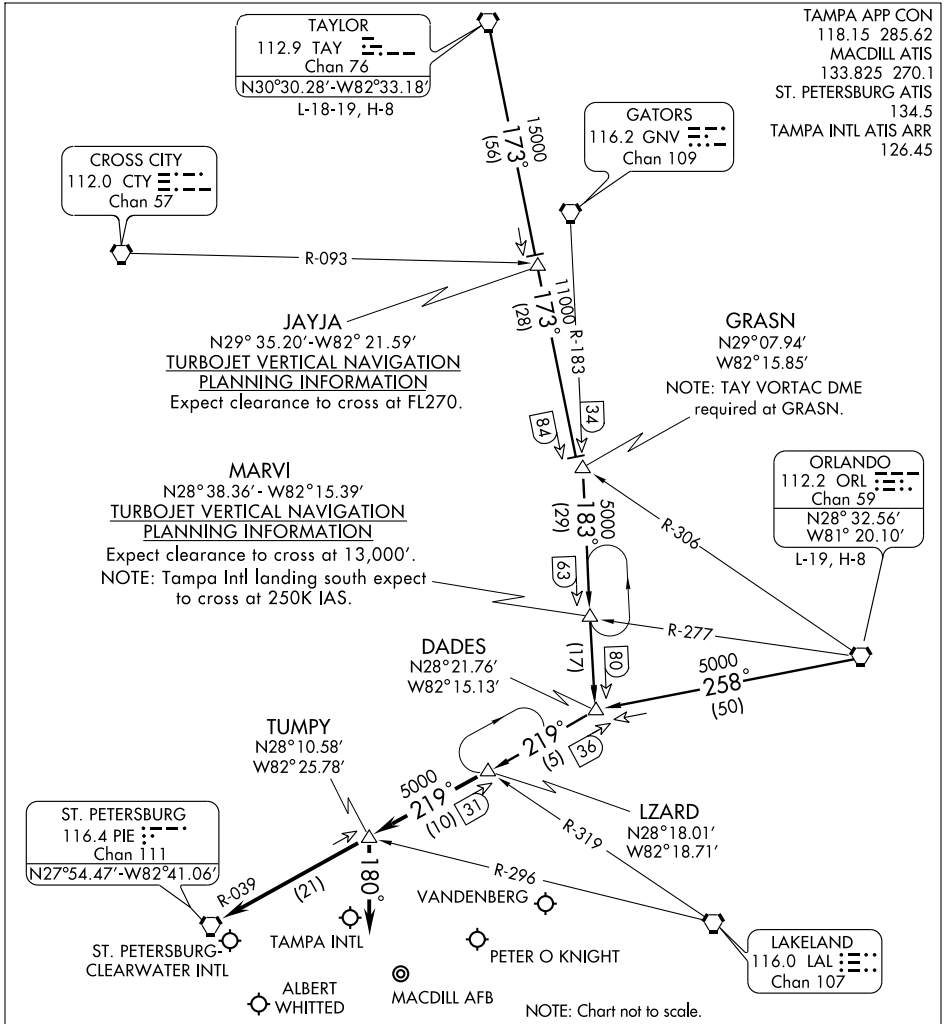 TAYLOR
112.9 TAY
Chan 76
N30°30.28'-W82°33.18'
L-18-19, H-8
TAMPA APP CON
118.15 285.62
MACDILL ATIS
133.825 270.1
ST. PETERSBURG ATIS
134.5
TAMPA INTL ATIS ARR
126.45
GATORS
116.2 GNV
Chan 109
CROSS CITY
112.0 CTY
Chan 57
15000
173°
(56)
R-093
JAYJA
N29° 35.20'-W82° 21.59'
TURBOJET VERTICAL NAVIGATION
PLANNING INFORMATION
Expect clearance to cross at FL270.
11000
173°
(28)
R-183
GRASN
N29°07.94'
W82°15.85'
NOTE: TAY VORTAC DME
required at GRASN.
84
34
MARVI
N28°38.36' - W82°15.39'
TURBOJET VERTICAL NAVIGATION
PLANNING INFORMATION
Expect clearance to cross at 13,000'.
NOTE: Tampa Intl landing south expect
to cross at 250K IAS.
5000
183°
(29)
63
ORLANDO
112.2 ORL
Chan 59
N28° 32.56'
W81° 20.10'
L-19, H-8
R-306
R-277
(17)
80
DADES
N28°21.76'
W82°15.13'
5000
258°
(50)
219°
(5)
36
TUMPY
N28°10.58'
W82°25.78'
5000
219°
(10)
31
LZARD
N28°18.01'
W82°18.71'
R-319
R-296
ST. PETERSBURG
116.4 PIE
Chan 111
N27°54.47'-W82°41.06'
R-039
(21)
180°
VANDENBERG
ST. PETERSBURG-
CLEARWATER INTL
TAMPA INTL
PETER O KNIGHT
LAKELAND
116.0 LAL
Chan 107
ALBERT
WHITTED
MACDILL AFB
NOTE: Chart not to scale.